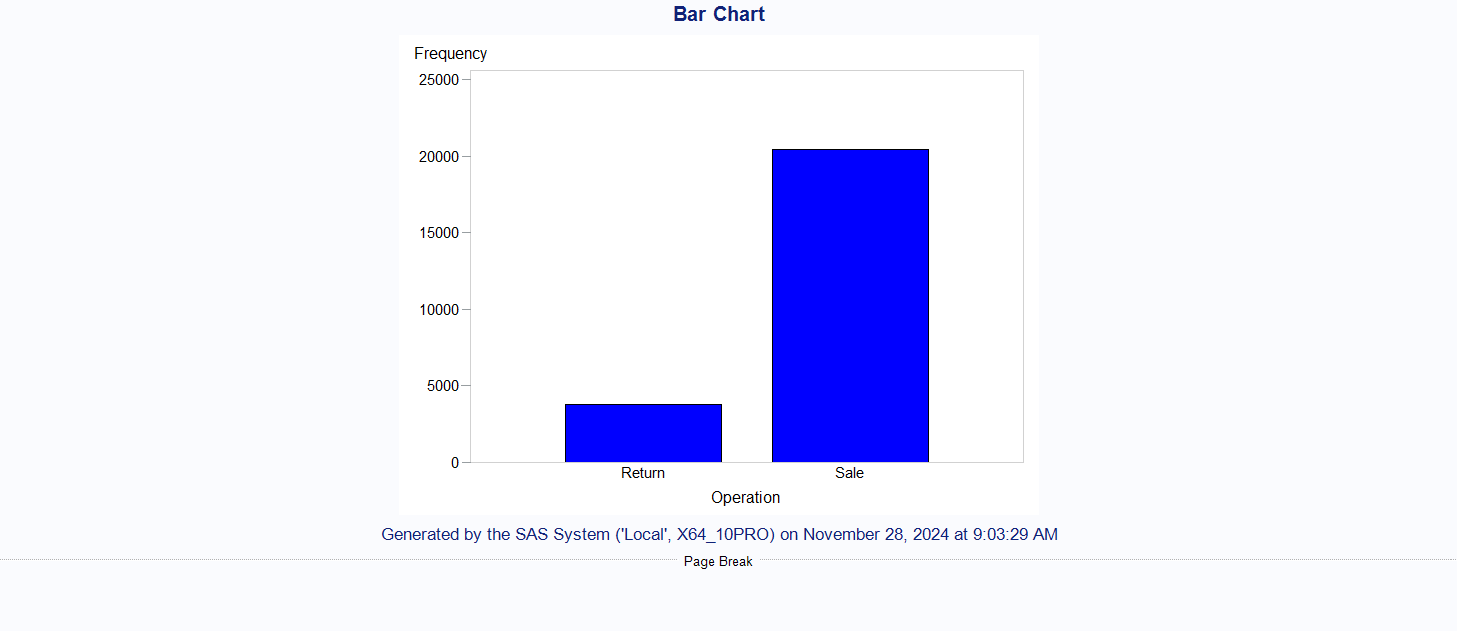 Bar Chart
Frequency
25000
20000
15000
10000
5000
0
Return Sale
Operation
Generated by the SAS System ('Local', X64_10PRO) on November 28, 2024 at 9:03:29 AM
Page Break